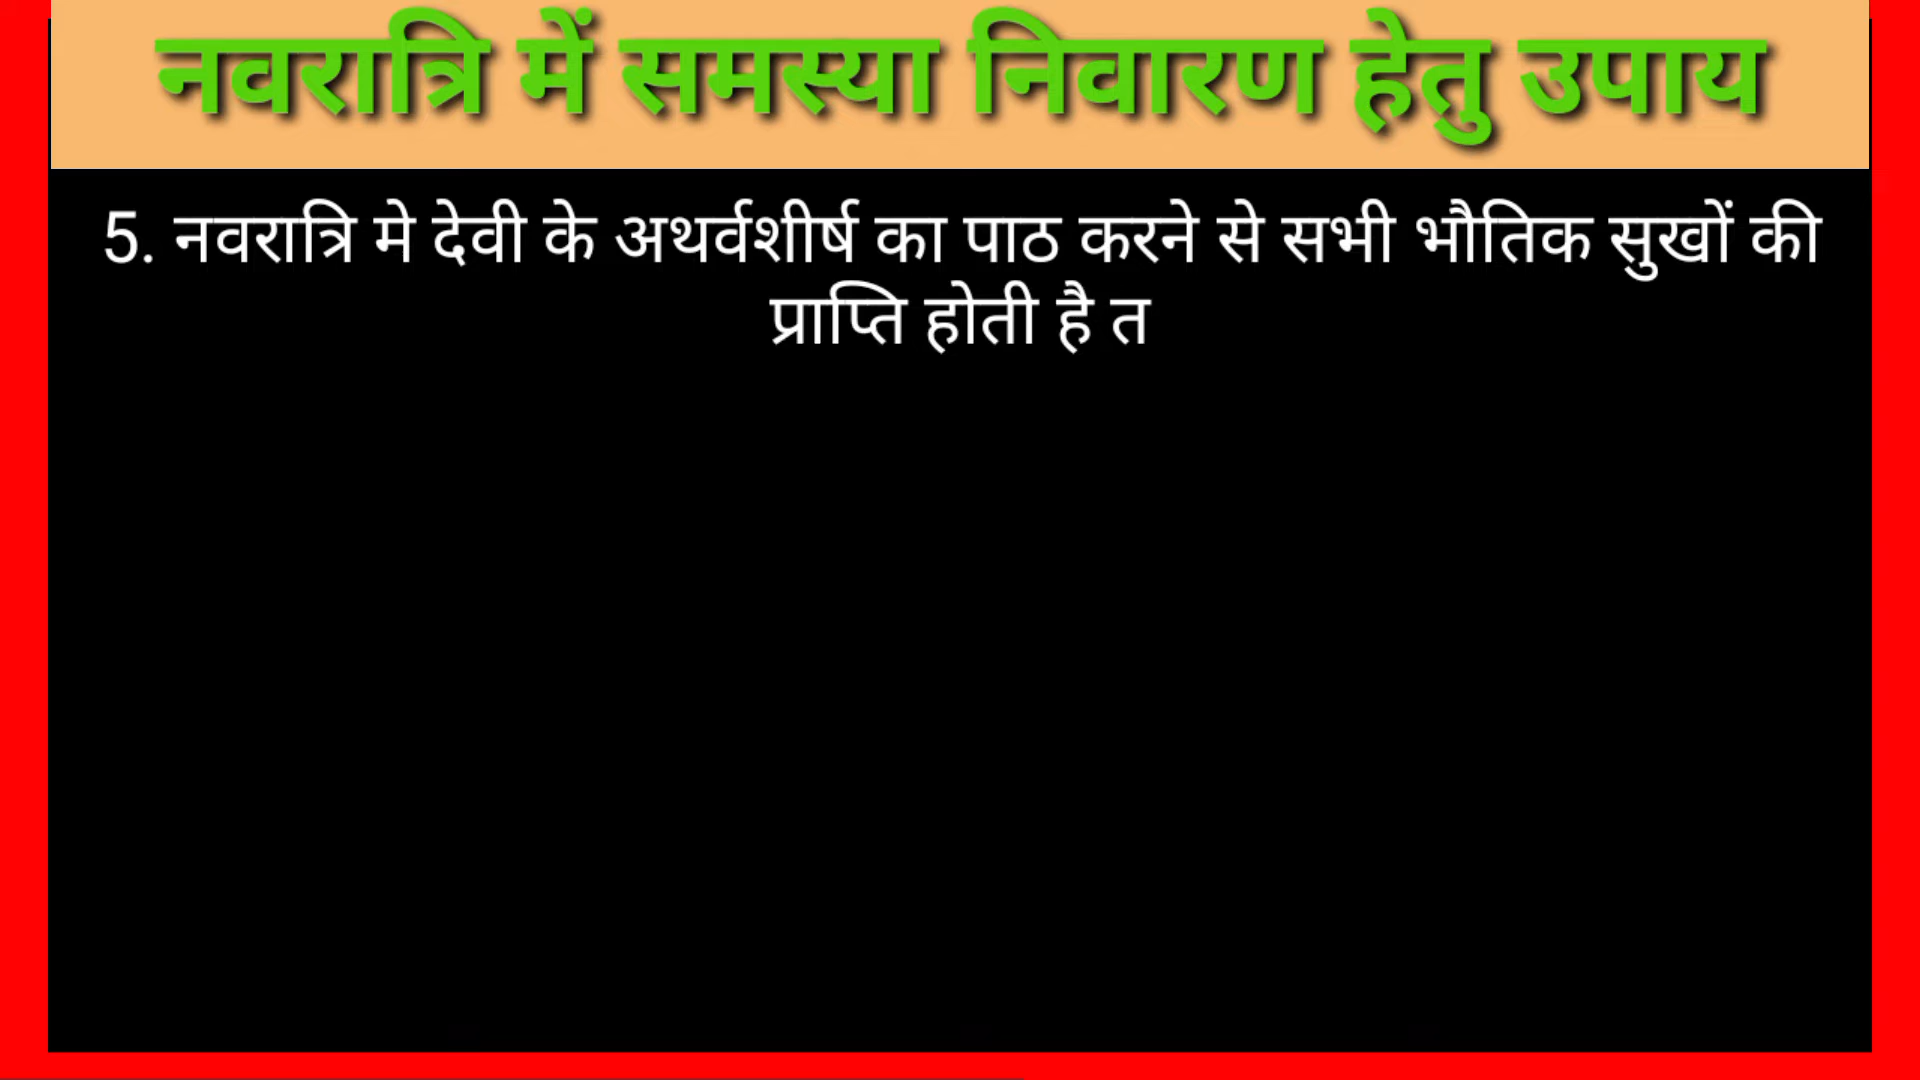 नवरात्रि में समस्या निवारण हेतु उपाय
5. नवरात्रि मे देवी के अथर्वशीर्ष का पाठ करने से सभी भौतिक सुखों की
प्राप्ति होती है त